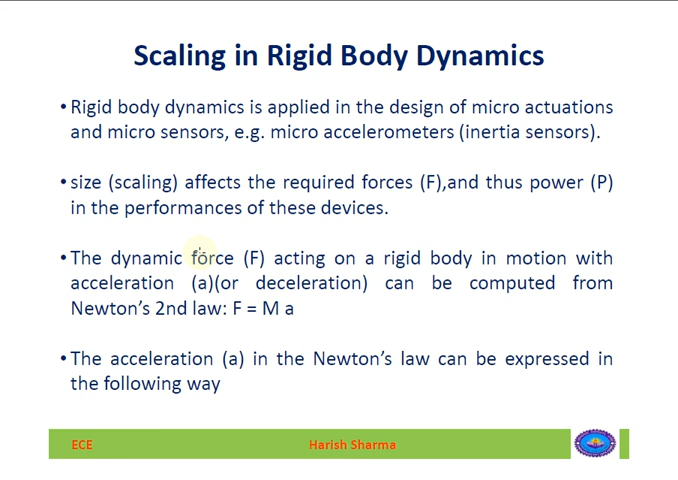 Scaling in Rigid Body Dynamics
• Rigid body dynamics is applied in the design of micro actuations
and micro sensors, e.g. micro accelerometers (inertia sensors).
• size (scaling) affects the required forces (F),and thus power (P)
in the performances of these devices.
• The dynamic force (F) acting on a rigid body in motion with
acceleration (a)(or deceleration) can be computed from
Newton's 2nd law: F = M a
• The acceleration (a) in the Newton's law can be expressed in
the following way
ECE
Harish Sharma